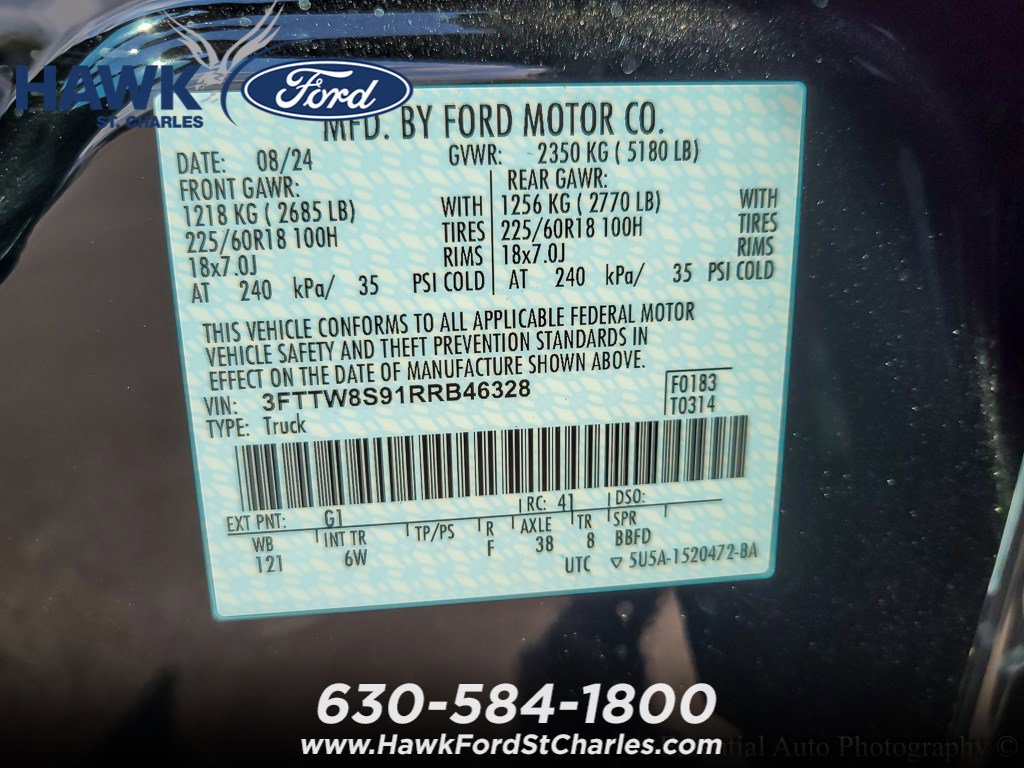 HAWK
ST. CHARLES
Ford
MFD. BY FORD MOTOR CO.
DATE: 08/24 GVWR: 2350 KG ( 5180 LB)
FRONT GAWR: REAR GAWR:
1218 KG ( 2685 LB) WITH 1256 KG ( 2770 LB) WITH
225/60R18 100H TIRES 225/60R18 100H TIRES
18x7.0J RIMS 18x7.0J RIMS
AT 240 kPa/ 35 PSI COLD AT 240 kPa/ 35 PSI COLD
THIS VEHICLE CONFORMS TO ALL APPLICABLE FEDERAL MOTOR
VEHICLE SAFETY AND THEFT PREVENTION STANDARDS IN
EFFECT ON THE DATE OF MANUFACTURE SHOWN ABOVE.
VIN: 3FTTW8S91RRB46328 F0183
TYPE: Truck T0314
EXT PNT: G1 RC: 41 DSO:
WB INT TR TP/PS R AXLE TR SPR
121 6W F 38 8 BBFD
UTC ▽ 5U5A-1520472-BA
630-584-1800
www.HawkFordStCharles.com
Auto Photography ©